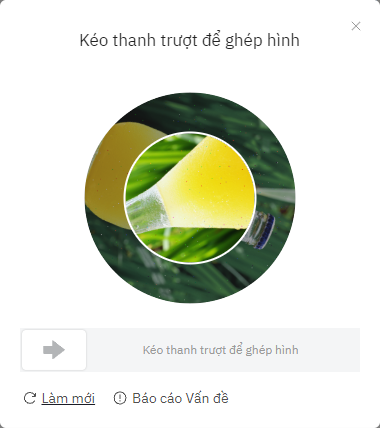 Kéo thanh trượt để ghép hình
Kéo thanh trượt để ghép hình
Làm mới
Báo cáo Vấn đề